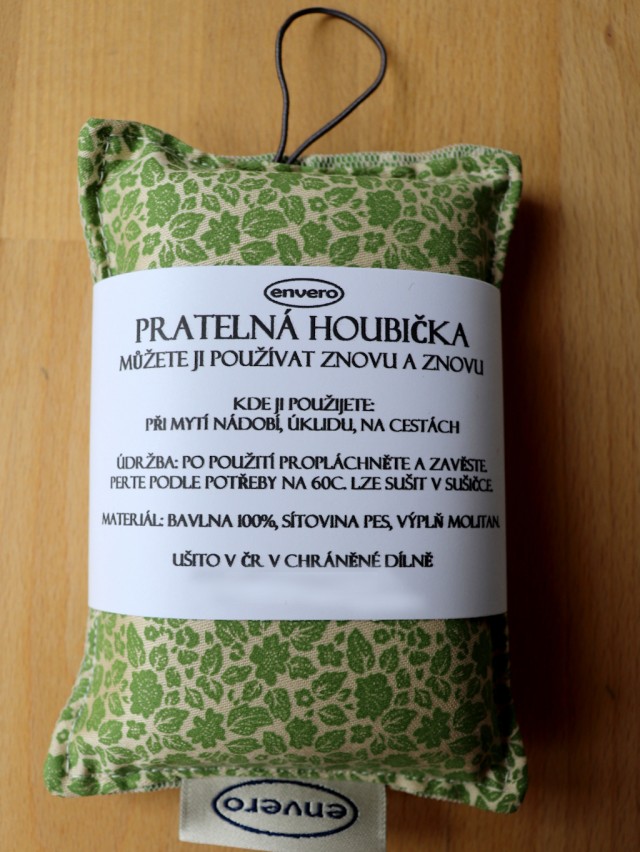 envero
PRATELNÁ HOUBIČKA
MŮŽETE JI POUŽÍVAT ZNOVU A ZNOVU
KDE JI POUŽIJETE:
PŘI MYTÍ NÁDOBÍ, ÚKLIDU, NA CESTÁCH
ÚDRŽBA: PO POUŽITÍ PROPLÁCHNĚTE A ZAVĚSTE.
PERTE PODLE POTŘEBY NA 60C. LZE SUŠIT V SUŠIČCE.
MATERIÁL: BAVLNA 100%, SÍTOVINA PES, VÝPLŇ MOLITAN.
UŠITO V ČR V CHRÁNĚNÉ DÍLNĚ
envero